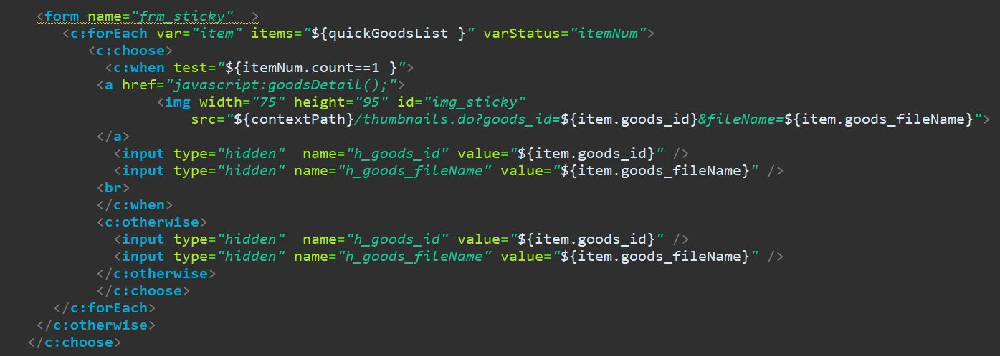 <form name="frm_sticky"  >
<c:forEach var="item" items="${quickGoodsList }" varStatus="itemNum">
<c:choose>
<c:when test="${itemNum.count==1 }">
<a href="javascript:goodsDetail();">
<img width="75" height="95" id="img_sticky"
src="${contextPath}/thumbnails.do?goods_id=${item.goods_id}&fileName=${item.goods_fileName}">
</a>
<input type="hidden"  name="h_goods_id" value="${item.goods_id}" />
<input type="hidden" name="h_goods_fileName" value="${item.goods_fileName}" />
<br>
</c:when>
<c:otherwise>
<input type="hidden"  name="h_goods_id" value="${item.goods_id}" />
<input type="hidden" name="h_goods_fileName" value="${item.goods_fileName}" />
</c:otherwise>
</c:choose>
</c:forEach>
</c:otherwise>
</c:choose>